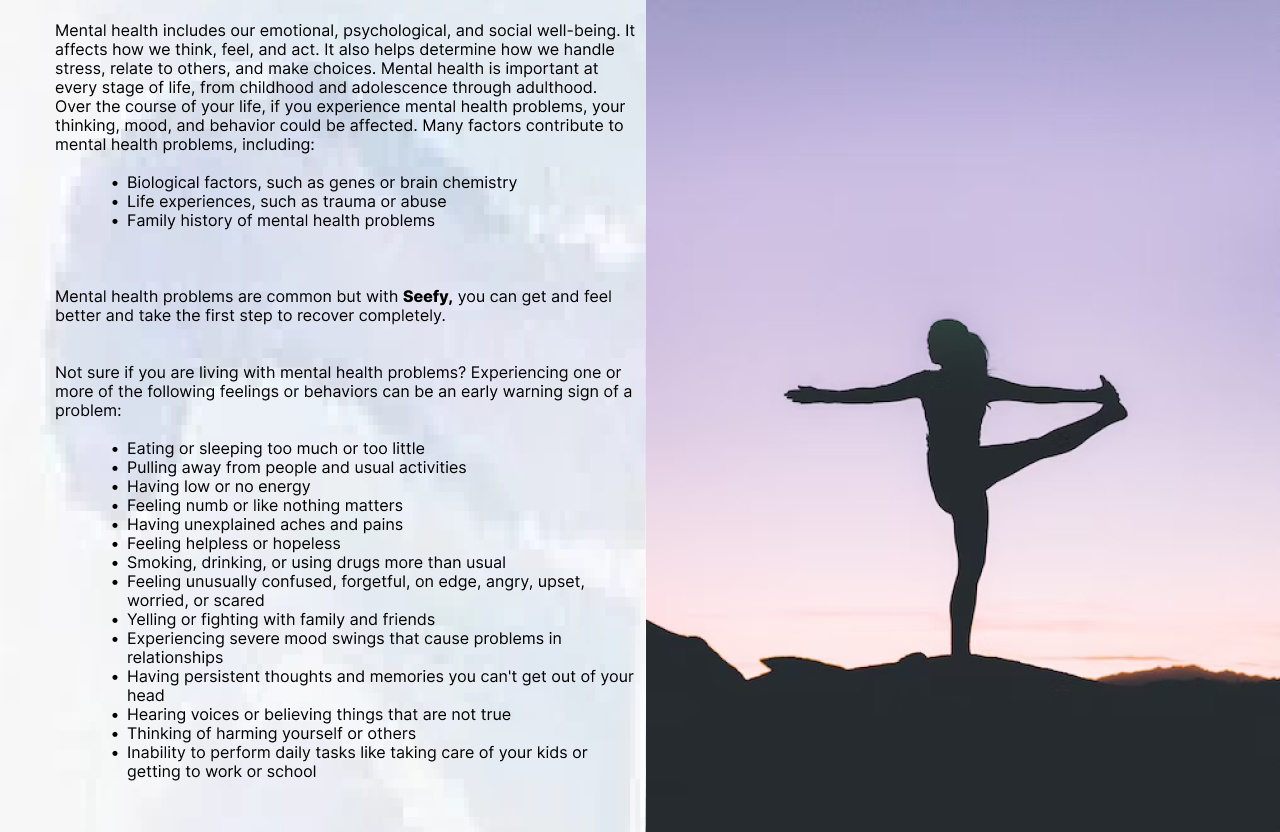 Mental health includes our emotional, psychological, and social well-being. It
affects how we think, feel, and act. It also helps determine how we handle
stress, relate to others, and make choices. Mental health is important at
every stage of life, from childhood and adolescence through adulthood.
Over the course of your life, if you experience mental health problems, your
thinking, mood, and behavior could be affected. Many factors contribute to
mental health problems, including:
• Biological factors, such as genes or brain chemistry
• Life experiences, such as trauma or abuse
• Family history of mental health problems
Mental health problems are common but with Seefy, you can get and feel
better and take the first step to recover completely.
Not sure if you are living with mental health problems? Experiencing one or
more of the following feelings or behaviors can be an early warning sign of a
problem:
• Eating or sleeping too much or too little
• Pulling away from people and usual activities
• Having low or no energy
• Feeling numb or like nothing matters
• Having unexplained aches and pains
• Feeling helpless or hopeless
• Smoking, drinking, or using drugs more than usual
• Feeling unusually confused, forgetful, on edge, angry, upset,
worried, or scared
• Yelling or fighting with family and friends
• Experiencing severe mood swings that cause problems in
relationships
• Having persistent thoughts and memories you can't get out of your
head
• Hearing voices or believing things that are not true
• Thinking of harming yourself or others
• Inability to perform daily tasks like taking care of your kids or
getting to work or school